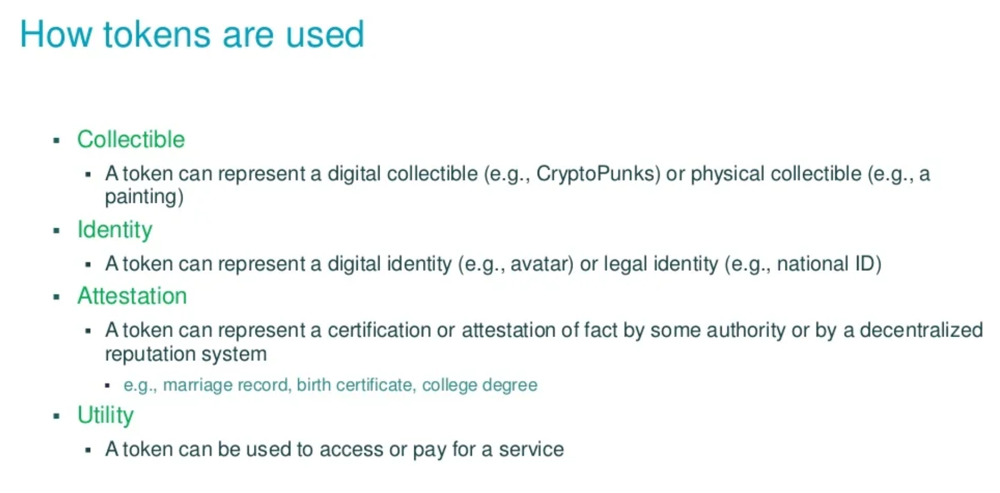 How tokens are used
▪ Collectible
▪ A token can represent a digital collectible (e.g., CryptoPunks) or physical collectible (e.g., a
painting)
▪ Identity
▪ A token can represent a digital identity (e.g., avatar) or legal identity (e.g., national ID)
▪ Attestation
▪ A token can represent a certification or attestation of fact by some authority or by a decentralized
reputation system
▪ e.g., marriage record, birth certificate, college degree
▪ Utility
▪ A token can be used to access or pay for a service